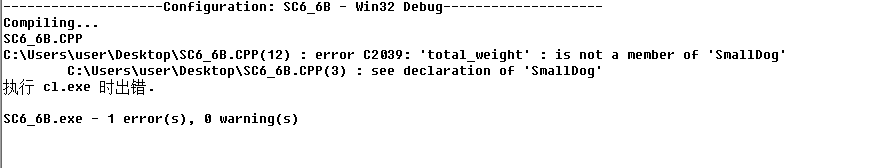 --------------------Configuration: SC6_6B - Win32 Debug--------------------
Compiling...
SC6_6B.CPP
C:\Users\user\Desktop\SC6_6B.CPP(12) : error C2039: 'total_weight' : is not a member of 'SmallDog'
        C:\Users\user\Desktop\SC6_6B.CPP(3) : see declaration of 'SmallDog'
执行 cl.exe 时出错.
SC6_6B.exe - 1 error(s), 0 warning(s)